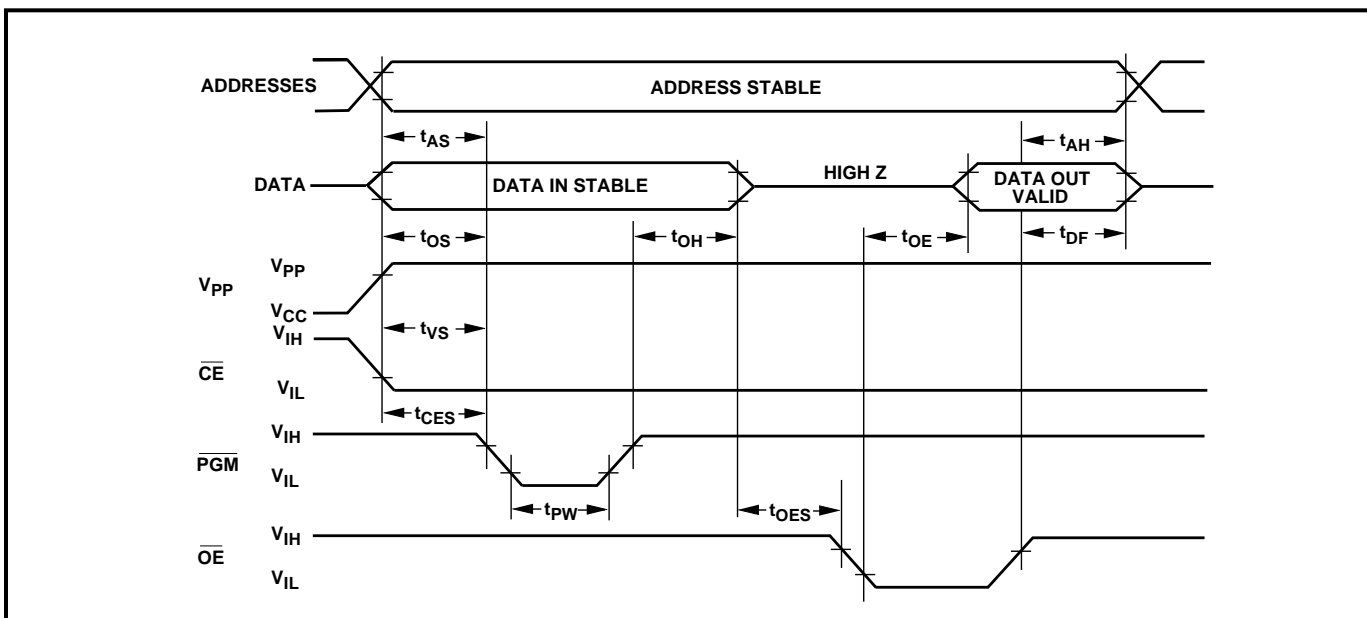 ADDRESSES
ADDRESS STABLE
tAS
tAH
DATA
DATA IN STABLE
HIGH Z
DATA OUT
VALID
tOS
tOH
tOE
tDF
VPP
VPP
VCC
tVS
CE
VIH
VIL
tCES
PGM
VIH
VIL
tPW
tOES
OE
VIH
VIL